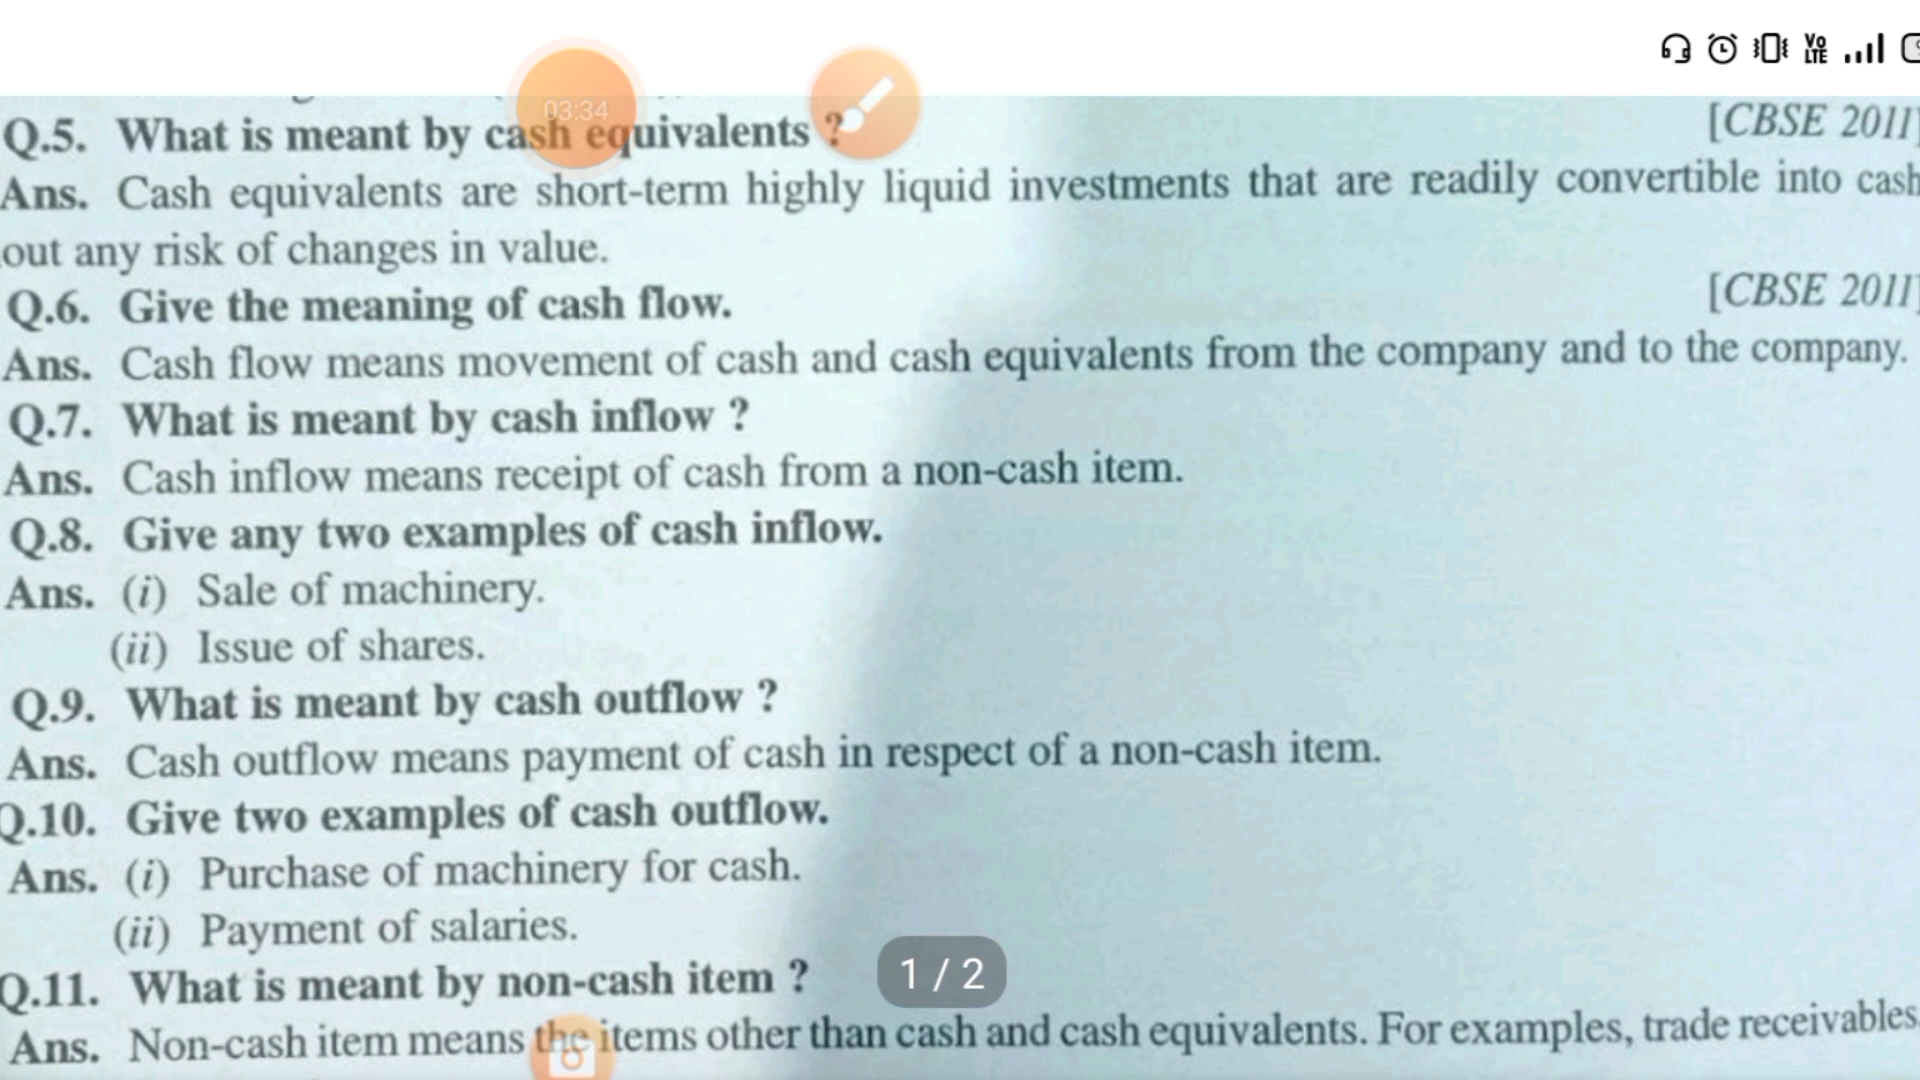 03:34
Vo LTE
Q.5. What is meant by cash equivalents ? [CBSE 2011]
Ans. Cash equivalents are short-term highly liquid investments that are readily convertible into cash
out any risk of changes in value.
Q.6. Give the meaning of cash flow. [CBSE 2011]
Ans. Cash flow means movement of cash and cash equivalents from the company and to the company.
Q.7. What is meant by cash inflow ?
Ans. Cash inflow means receipt of cash from a non-cash item.
Q.8. Give any two examples of cash inflow.
Ans. (i) Sale of machinery.
(ii) Issue of shares.
Q.9. What is meant by cash outflow ?
Ans. Cash outflow means payment of cash in respect of a non-cash item.
Q.10. Give two examples of cash outflow.
Ans. (i) Purchase of machinery for cash.
(ii) Payment of salaries.
Q.11. What is meant by non-cash item ?
1 / 2
Ans. Non-cash item means the items other than cash and cash equivalents. For examples, trade receivables